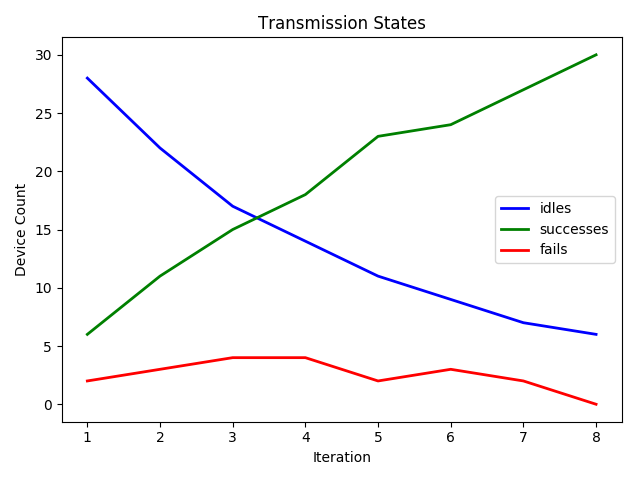 Transmission States
Device Count
30
25
20
15
10
5
0
idles
successes
fails
1 2 3 4 5 6 7 8
Iteration